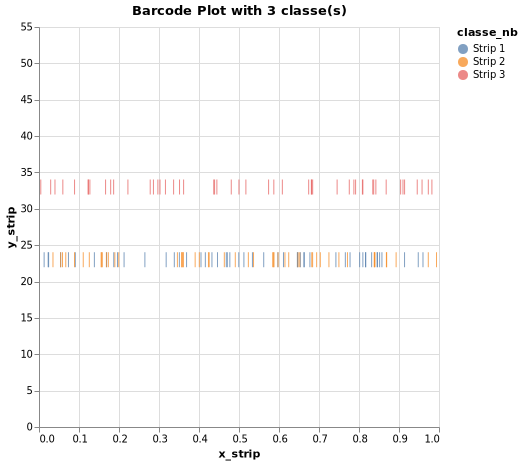 Barcode Plot with 3 classe(s)
classe_nb
Strip 1
Strip 2
Strip 3
55
50
45
40
35
30
25
20
15
10
5
0
y_strip
0.0 0.1 0.2 0.3 0.4 0.5 0.6 0.7 0.8 0.9 1.0
x_strip